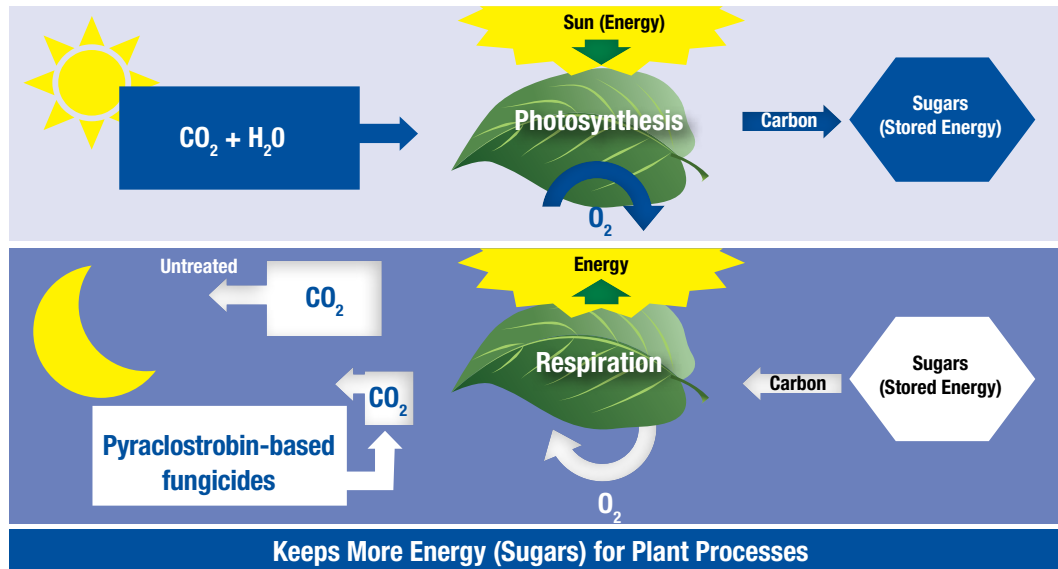 Sun (Energy)
CO₂ + H₂O
Photosynthesis
Carbon
Sugars
(Stored Energy)
O₂
Untreated
CO₂
Energy
Respiration
Carbon
Sugars
(Stored Energy)
CO₂
Pyraclostrobin-based
fungicides
O₂
Keeps More Energy (Sugars) for Plant Processes